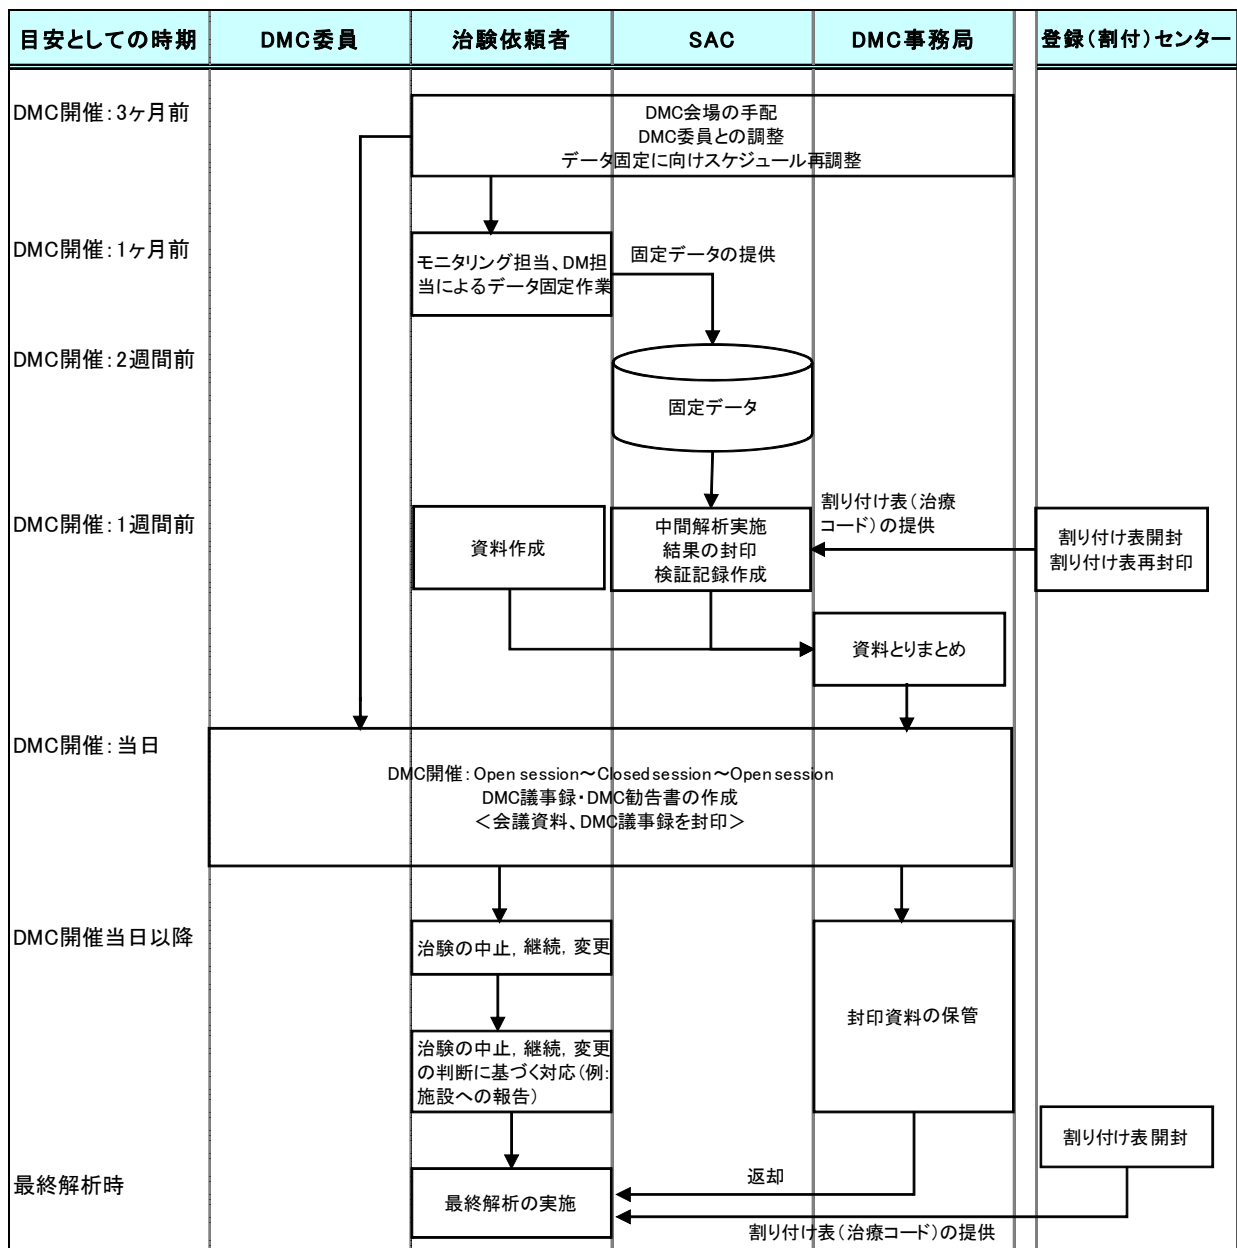 目安としての時期
DMC委員
治験依頼者
SAC
DMC事務局
登録(割付)センター
DMC開催:3ヶ月前
DMC会場の手配
DMC委員との調整
データ固定に向けスケジュール再調整
DMC開催:1ヶ月前
モニタリング担当、DM担
当によるデータ固定作業
固定データの提供
DMC開催:2週間前
固定データ
DMC開催:1週間前
資料作成
中間解析実施
結果の封印
検証記録作成
割り付け表(治療
コード)の提供
割り付け表開封
割り付け表再封印
資料とりまとめ
DMC開催:当日
DMC開催:Open session~Closed session~Open session
DMC議事録・DMC勧告書の作成
<会議資料、DMC議事録を封印>
DMC開催当日以降
治験の中止, 継続, 変更
封印資料の保管
治験の中止, 継続, 変更
の判断に基づく対応(例:
施設への報告)
割り付け表開封
最終解析時
最終解析の実施
返却
割り付け表(治療コード)の提供